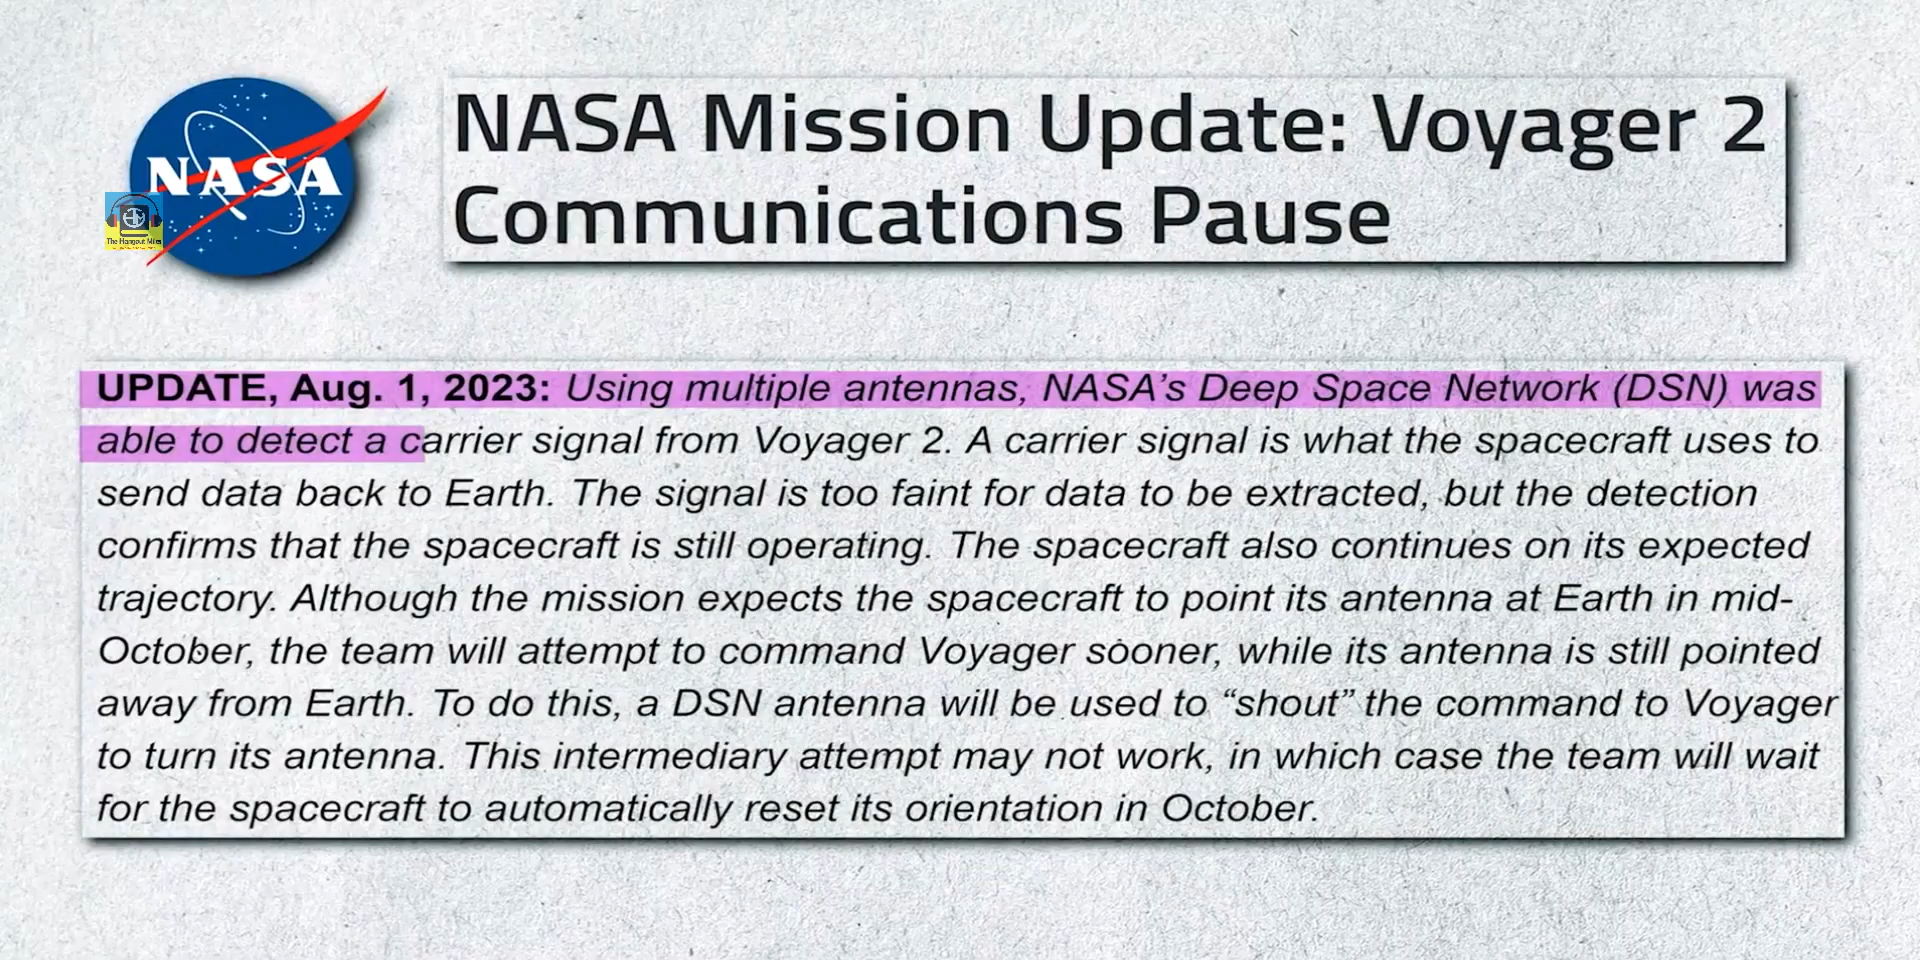 NASA
The Hangout Miles
NASA Mission Update: Voyager 2
Communications Pause
UPDATE, Aug. 1, 2023: Using multiple antennas, NASA’s Deep Space Network (DSN) was
able to detect a carrier signal from Voyager 2. A carrier signal is what the spacecraft uses to
send data back to Earth. The signal is too faint for data to be extracted, but the detection
confirms that the spacecraft is still operating. The spacecraft also continues on its expected
trajectory. Although the mission expects the spacecraft to point its antenna at Earth in mid-
October, the team will attempt to command Voyager sooner, while its antenna is still pointed
away from Earth. To do this, a DSN antenna will be used to “shout” the command to Voyager
to turn its antenna. This intermediary attempt may not work, in which case the team will wait
for the spacecraft to automatically reset its orientation in October.